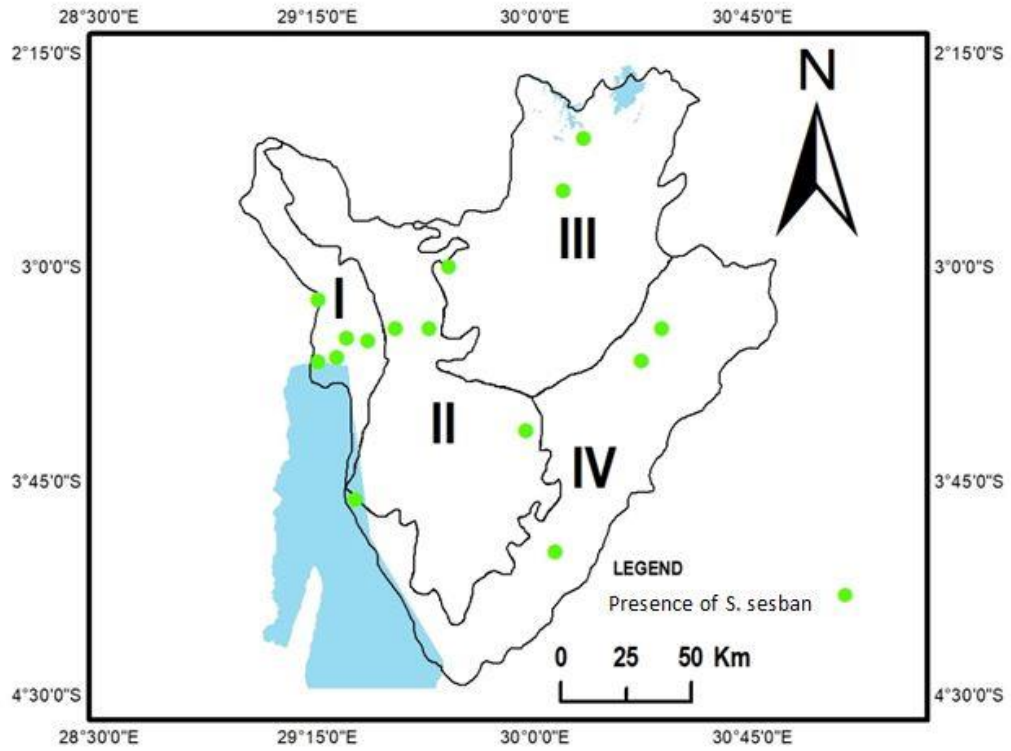 28°30'0"E 29°15'0"E 30°00'0"E 30°45'0"E
2°15'0"S 2°15'0"S
N
III
3°0'0"S 3°0'0"S
I
II
IV
3°45'0"S 3°45'0"S
LEGEND
Presence of S. sesban
0 25 50 Km
4°30'0"S 4°30'0"S
28°30'0"E 29°15'0"E 30°00'0"E 30°45'0"E